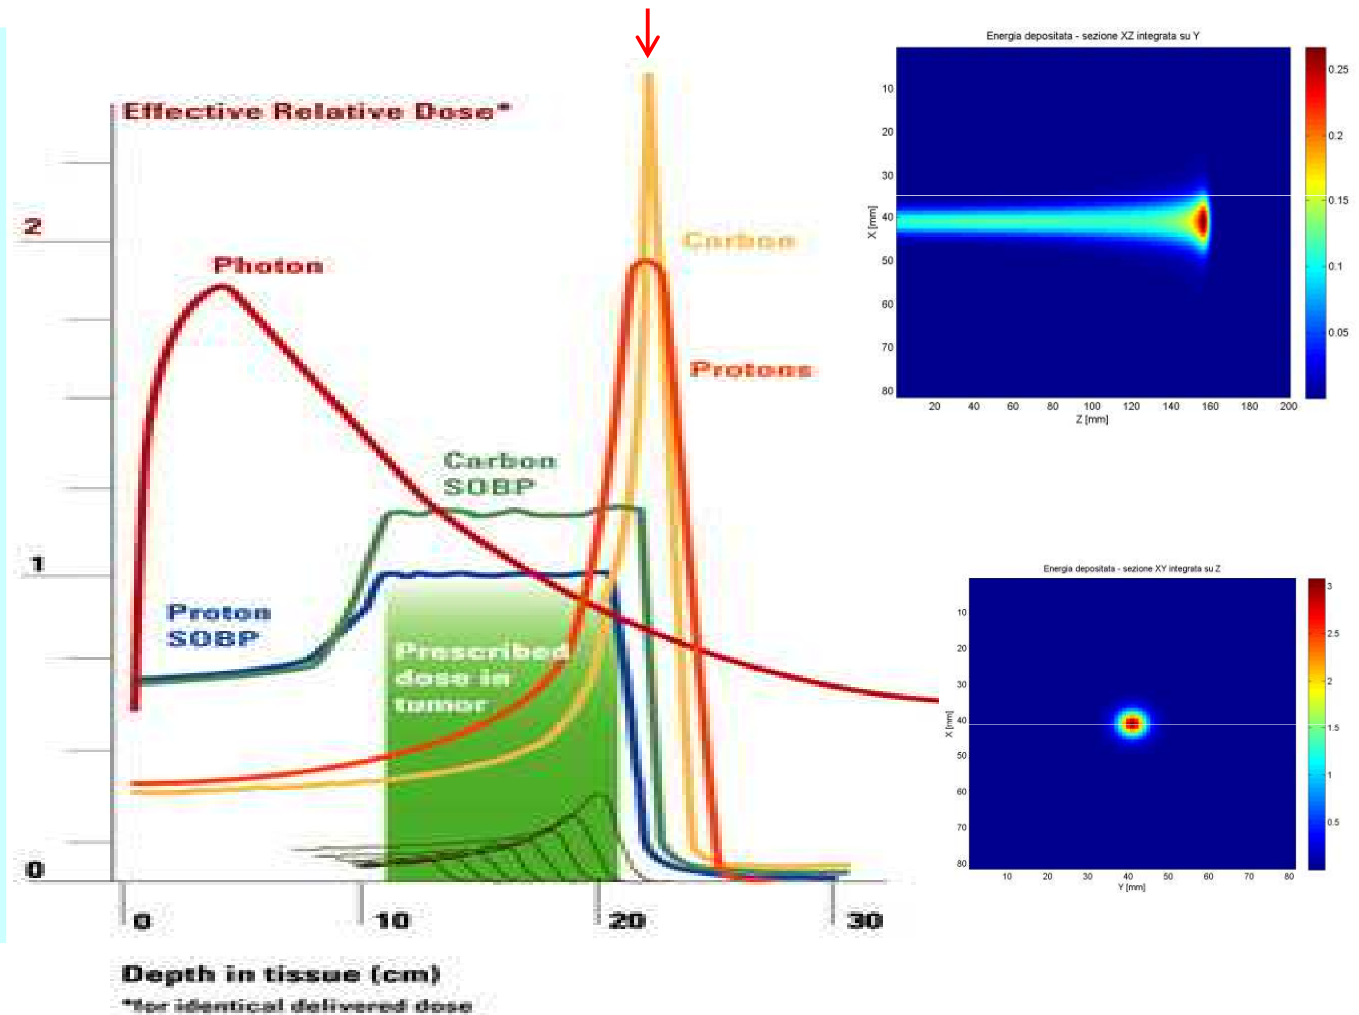 Effective Relative Dose*
2
1
0
Photon
Carbon
Protons
Carbon
SOBP
Proton
SOBP
Prescribed
dose in
tumor
0
10
20
30
Depth in tissue (cm)
*for identical delivered dose
Energia depositata - sezione XZ integrata su Y
X [mm]
10
20
30
40
50
60
70
80
20
40
60
80
100
120
140
160
180
200
Z [mm]
0.25
0.2
0.15
0.1
0.05
Energia depositata - sezione XY integrata su Z
X [mm]
10
20
30
40
50
60
70
80
10
20
30
40
50
60
70
80
Y [mm]
3
2.5
2
1.5
1
0.5